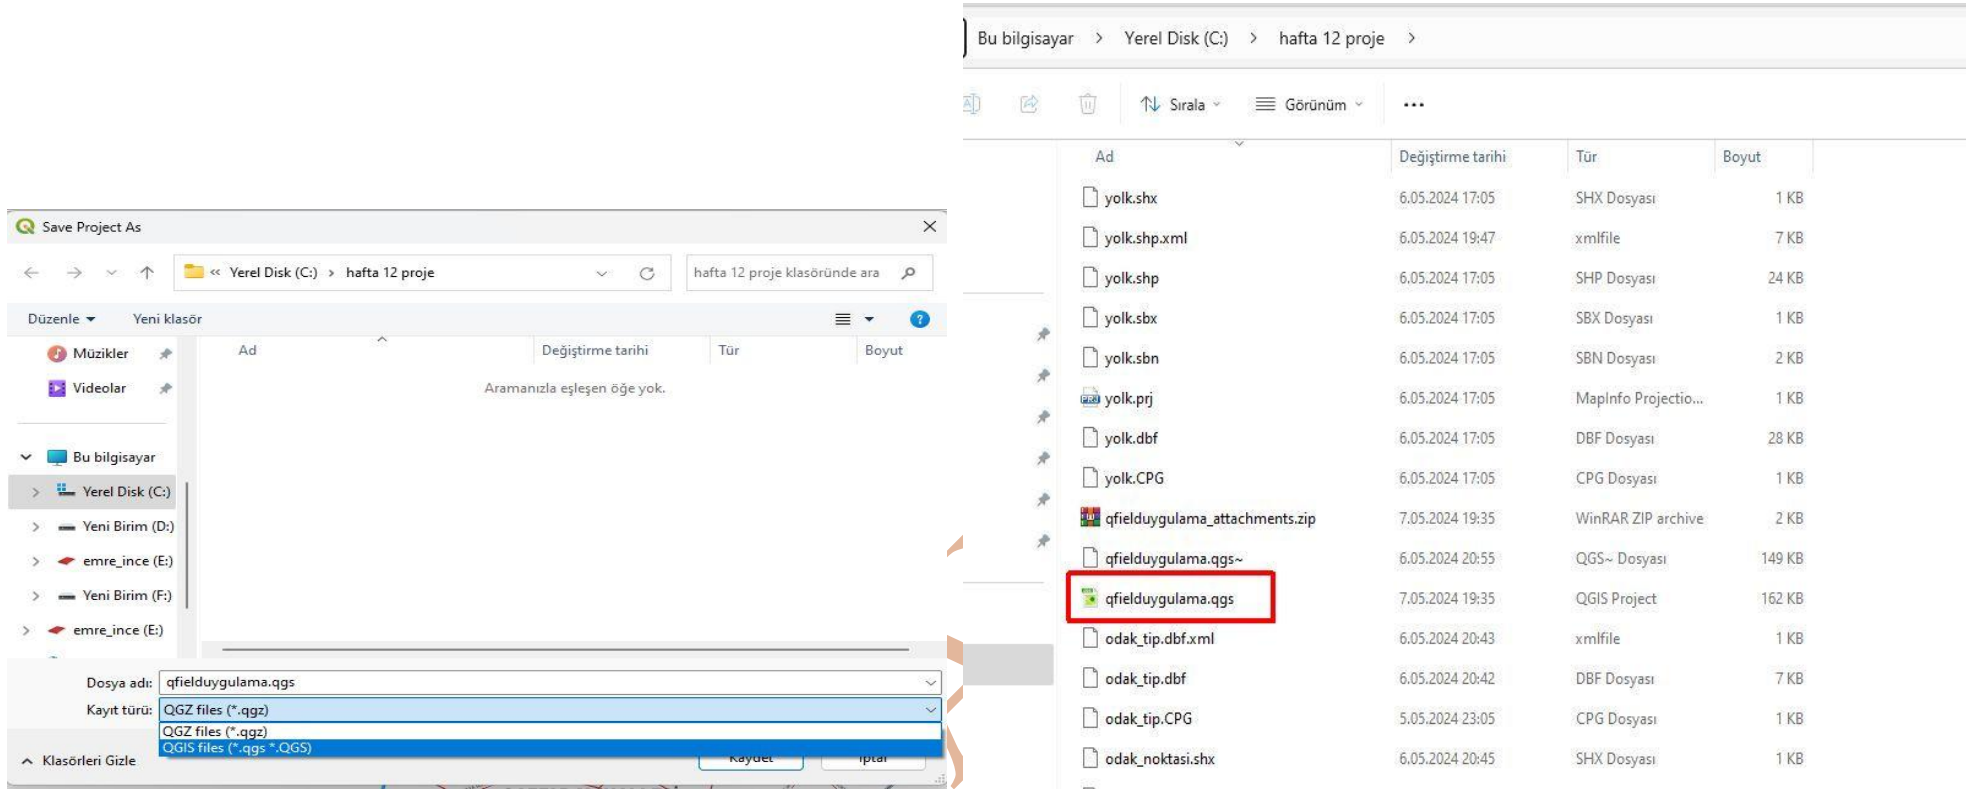 Save Project As
« Yerel Disk (C:) › hafta 12 proje
hafta 12 proje klasöründe ara
Düzenle
Yeni klasör
Müzikler
Videolar
Bu bilgisayar
Yerel Disk (C:)
Yeni Birim (D:)
emre_ince (E:)
Yeni Birim (F:)
emre_ince (E:)
Ad Değiştirme tarihi Tür Boyut
Aramanızla eşleşen öğe yok.
Dosya adı: qfielduygulama.qgs
Kayıt türü: QGZ files (*.qgz)
QGZ files (*.qgz)
QGIS files (*.qgs *.QGS)
Klasörleri Gizle
Kaydet İptal
Bu bilgisayar > Yerel Disk (C:) > hafta 12 proje >
Sırala Görünüm ...
Ad Değiştirme tarihi Tür Boyut
yolk.shx 6.05.2024 17:05 SHX Dosyası 1 KB
yolk.shp.xml 6.05.2024 19:47 xmlfile 7 KB
yolk.shp 6.05.2024 17:05 SHP Dosyası 24 KB
yolk.sbx 6.05.2024 17:05 SBX Dosyası 1 KB
yolk.sbn 6.05.2024 17:05 SBN Dosyası 2 KB
yolk.prj 6.05.2024 17:05 MapInfo Projectio... 1 KB
yolk.dbf 6.05.2024 17:05 DBF Dosyası 28 KB
yolk.CPG 6.05.2024 17:05 CPG Dosyası 1 KB
qfielduygulama_attachments.zip 7.05.2024 19:35 WinRAR ZIP archive 2 KB
qfielduygulama.qgs~ 6.05.2024 20:55 QGS~ Dosyası 149 KB
qfielduygulama.qgs 7.05.2024 19:35 QGIS Project 162 KB
odak_tip.dbf.xml 6.05.2024 20:43 xmlfile 1 KB
odak_tip.dbf 6.05.2024 20:42 DBF Dosyası 7 KB
odak_tip.CPG 5.05.2024 23:05 CPG Dosyası 1 KB
odak_noktasi.shx 6.05.2024 20:45 SHX Dosyası 1 KB